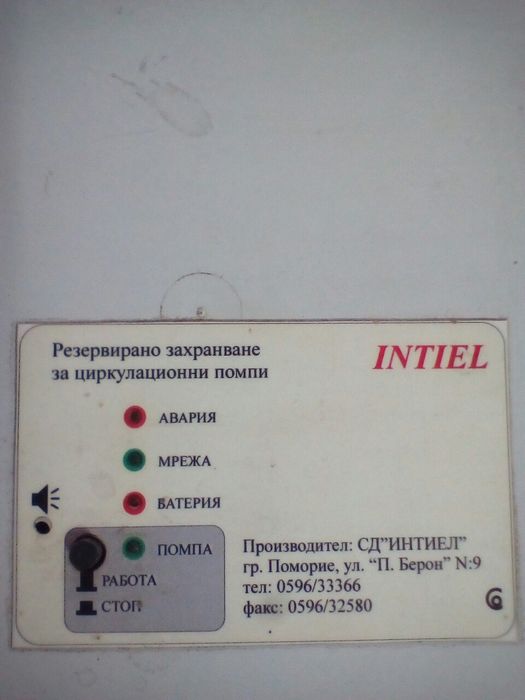 Резервирано захранване
за циркулационни помпи
INTIEL
АВАРИЯ
МРЕЖА
БАТЕРИЯ
ПОМПА
РАБОТА
СТОП
Производител: СД"ИНТИЕЛ"
гр. Поморие, ул. “П. Берон” N:9
тел: 0596/33366
факс: 0596/32580